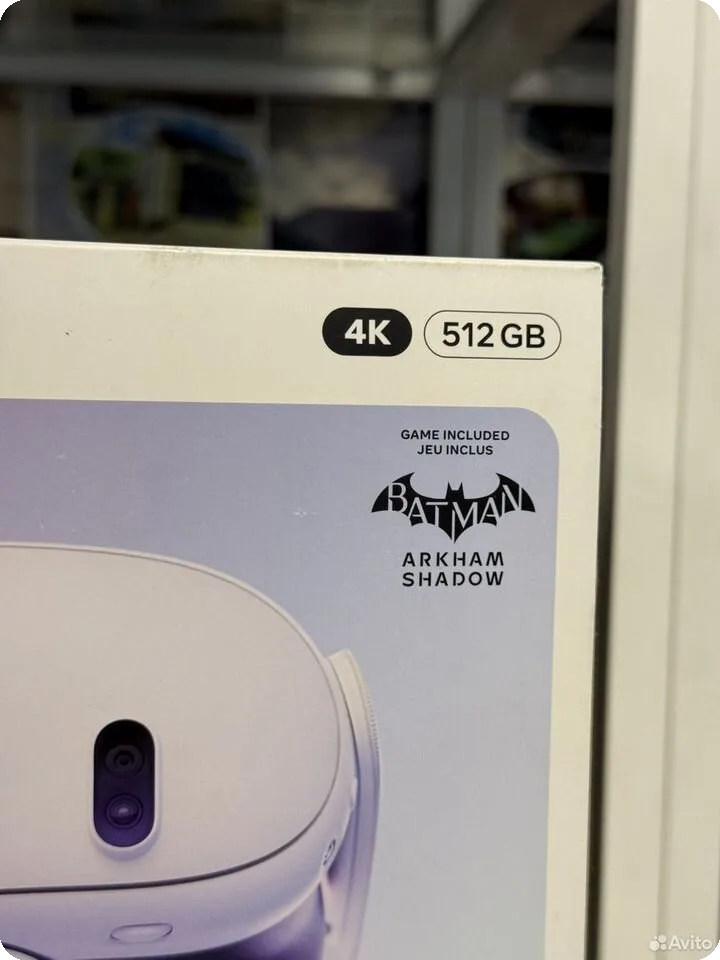 4K 512 GB
GAME INCLUDED
JEU INCLUS
BATMAN
ARKHAM
SHADOW
Avito